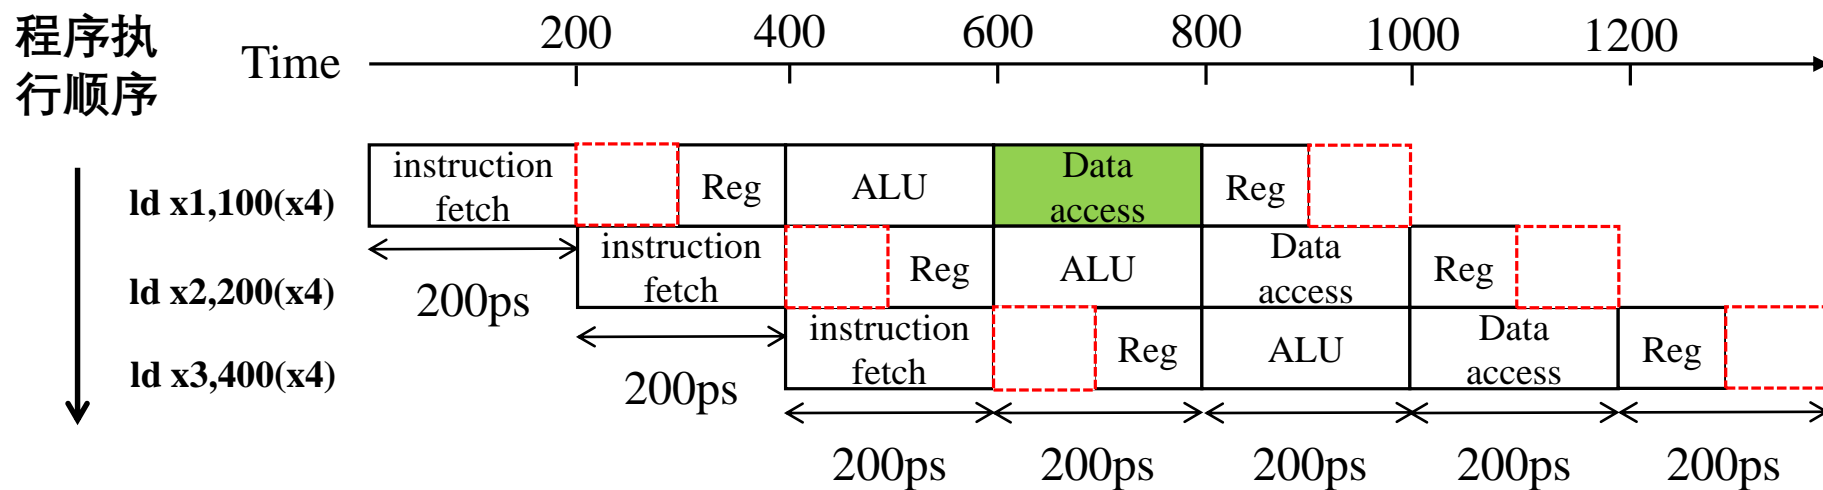 程序执
行顺序
Time
200 400 600 800 1000 1200
ld x1,100(x4)
instruction
fetch
Reg
ALU
Data
access
Reg
200ps
ld x2,200(x4)
instruction
fetch
Reg
ALU
Data
access
Reg
200ps
ld x3,400(x4)
instruction
fetch
Reg
ALU
Data
access
Reg
200ps 200ps 200ps 200ps 200ps